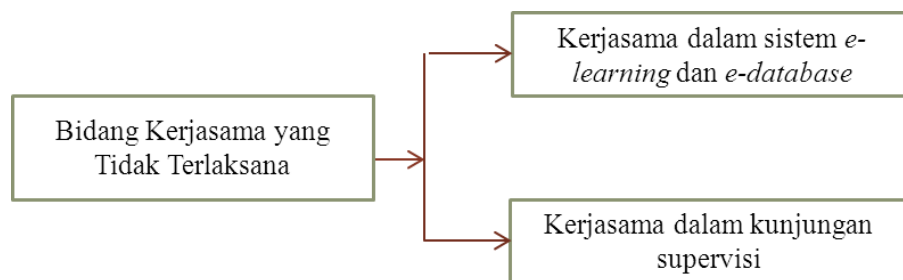 Kerjasama dalam sistem e-
learning dan e-database
Bidang Kerjasama yang
Tidak Terlaksana
Kerjasama dalam kunjungan
supervisi